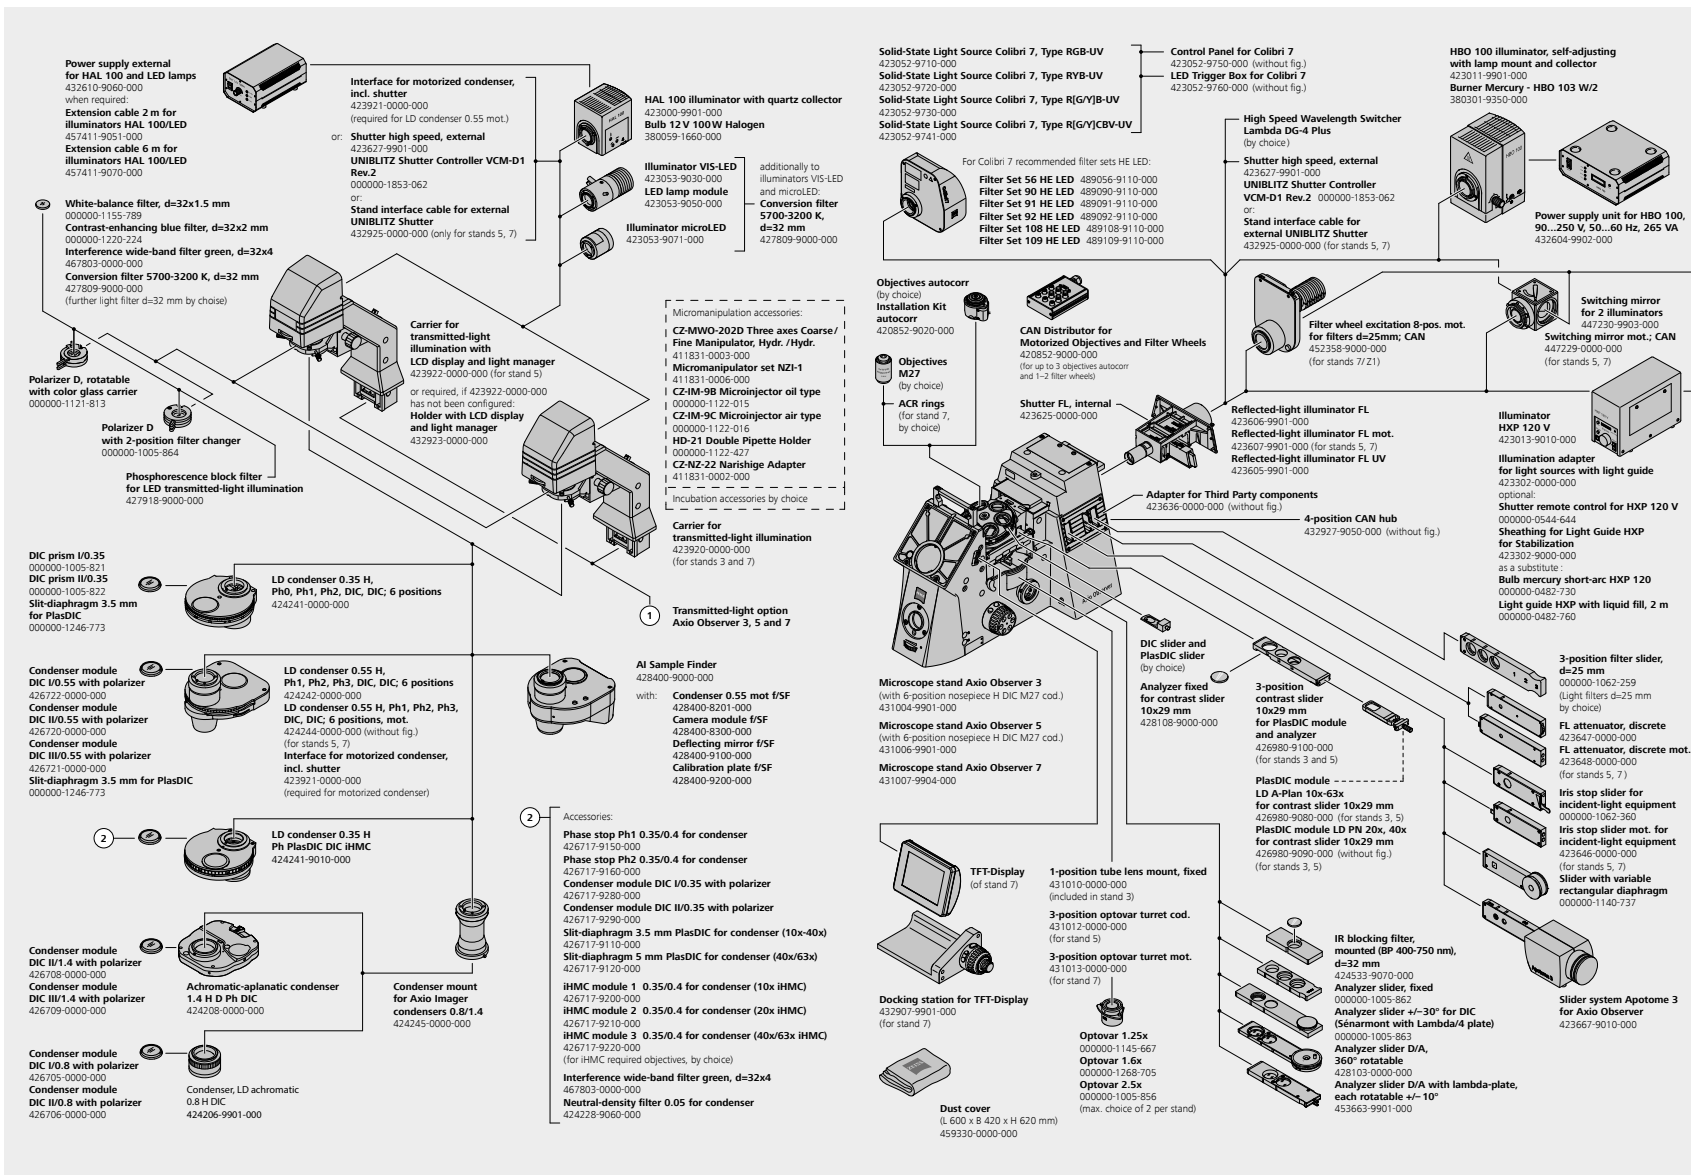 Power supply external
for HAL 100 and LED lamps
432610-9060-000
when required:
Extension cable 2 m for
illuminators HAL 100/LED
457411-9051-000
Extension cable 6 m for
illuminators HAL 100/LED
457411-9070-000
Interface for motorized condenser,
incl. shutter
423921-0000-000
(required for LD condenser 0.55 mot.)
or: Shutter high speed, external
423627-9901-000
UNIBLITZ Shutter Controller VCM-D1
Rev.2
000000-1853-062
or:
Stand interface cable for external
UNIBLITZ Shutter
432925-0000-000 (only for stands 5, 7)
HAL 100
HAL 100 illuminator with quartz collector
423000-9901-000
Bulb 12 V 100 W Halogen
380059-1660-000
Illuminator VIS-LED
423053-9030-000
LED lamp module
423053-9050-000
Illuminator microLED
423053-9071-000
additionally to
illuminators VIS-LED
and microLED:
Conversion filter
5700-3200 K,
d=32 mm
427809-9000-000
White-balance filter, d=32x1.5 mm
000000-1155-789
Contrast-enhancing blue filter, d=32x2 mm
000000-1220-224
Interference wide-band filter green, d=32x4
467803-0000-000
Conversion filter 5700-3200 K, d=32 mm
427809-9000-000
(further light filter d=32 mm by choise)
Polarizer D, rotatable
with color glass carrier
000000-1121-813
Polarizer D
with 2-position filter changer
000000-1005-864
Phosphorescence block filter
for LED transmitted-light illumination
427918-9000-000
Carrier for
transmitted-light
illumination with
LCD display and light manager
423922-0000-000 (for stand 5)
or required, if 423922-0000-000
has not been configured:
Holder with LCD display
and light manager
432923-0000-000
Micromanipulation accessories:
CZ-MWO-202D Three axes Coarse/
Fine Manipulator, Hydr. /Hydr.
411831-0003-000
Micromanipulator set NZI-1
411831-0006-000
CZ-IM-9B Microinjector oil type
000000-1122-015
CZ-IM-9C Microinjector air type
000000-1122-016
HD-21 Double Pipette Holder
000000-1122-427
CZ-NZ-22 Narishige Adapter
411831-0002-000
Incubation accessories by choice
Carrier for
transmitted-light illumination
423920-0000-000
(for stands 3 and 7)
1
Transmitted-light option
Axio Observer 3, 5 and 7
DIC prism I/0.35
000000-1005-821
DIC prism II/0.35
000000-1005-822
Slit-diaphragm 3.5 mm
for PlasDIC
000000-1246-773
LD condenser 0.35 H,
Ph0, Ph1, Ph2, DIC, DIC; 6 positions
424241-0000-000
Condenser module
DIC I/0.55 with polarizer
426722-0000-000
Condenser module
DIC II/0.55 with polarizer
426720-0000-000
Condenser module
DIC III/0.55 with polarizer
426721-0000-000
Slit-diaphragm 3.5 mm for PlasDIC
000000-1246-773
LD condenser 0.55 H,
Ph1, Ph2, Ph3, DIC, DIC; 6 positions
424242-0000-000
LD condenser 0.55 H, Ph1, Ph2, Ph3,
DIC, DIC; 6 positions, mot.
424244-0000-000 (without fig.)
(for stands 5, 7)
Interface for motorized condenser,
incl. shutter
423921-0000-000
(required for motorized condenser)
AI Sample Finder
428400-9000-000
with: Condenser 0.55 mot f/SF
428400-8201-000
Camera module f/SF
428400-8300-000
Deflecting mirror f/SF
428400-9100-000
Calibration plate f/SF
428400-9200-000
2
LD condenser 0.35 H
Ph PlasDIC DIC iHMC
424241-9010-000
Condenser module
DIC II/1.4 with polarizer
426708-0000-000
Condenser module
DIC III/1.4 with polarizer
426709-0000-000
Achromatic-aplanatic condenser
1.4 H D Ph DIC
424208-0000-000
Condenser mount
for Axio Imager
condensers 0.8/1.4
424245-0000-000
Condenser module
DIC I/0.8 with polarizer
426705-0000-000
Condenser module
DIC II/0.8 with polarizer
426706-0000-000
Condenser, LD achromatic
0.8 H DIC
424206-9901-000
2
Accessories:
Phase stop Ph1 0.35/0.4 for condenser
426717-9150-000
Phase stop Ph2 0.35/0.4 for condenser
426717-9160-000
Condenser module DIC I/0.35 with polarizer
426717-9280-000
Condenser module DIC II/0.35 with polarizer
426717-9290-000
Slit-diaphragm 3.5 mm PlasDIC for condenser (10x-40x)
426717-9110-000
Slit-diaphragm 5 mm PlasDIC for condenser (40x/63x)
426717-9120-000
iHMC module 1 0.35/0.4 for condenser (10x iHMC)
426717-9200-000
iHMC module 2 0.35/0.4 for condenser (20x iHMC)
426717-9210-000
iHMC module 3 0.35/0.4 for condenser (40x/63x iHMC)
426717-9220-000
(for iHMC required objectives, by choice)
Interference wide-band filter green, d=32x4
467803-0000-000
Neutral-density filter 0.05 for condenser
424228-9060-000
Solid-State Light Source Colibri 7, Type RGB-UV
423052-9710-000
Solid-State Light Source Colibri 7, Type RYB-UV
423052-9720-000
Solid-State Light Source Colibri 7, Type R[G/Y]B-UV
423052-9730-000
Solid-State Light Source Colibri 7, Type R[G/Y]CBV-UV
423052-9741-000
Control Panel for Colibri 7
423052-9750-000 (without fig.)
LED Trigger Box for Colibri 7
423052-9760-000 (without fig.)
For Colibri 7 recommended filter sets HE LED:
Filter Set 56 HE LED 489056-9110-000
Filter Set 90 HE LED 489090-9110-000
Filter Set 91 HE LED 489091-9110-000
Filter Set 92 HE LED 489092-9110-000
Filter Set 108 HE LED 489108-9110-000
Filter Set 109 HE LED 489109-9110-000
High Speed Wavelength Switcher
Lambda DG-4 Plus
(by choice)
Shutter high speed, external
423627-9901-000
UNIBLITZ Shutter Controller
VCM-D1 Rev.2 000000-1853-062
or:
Stand interface cable for
external UNIBLITZ Shutter
432925-0000-000 (for stands 5, 7)
HBO 100 illuminator, self-adjusting
with lamp mount and collector
423011-9901-000
Burner Mercury - HBO 103 W/2
380301-9350-000
HBO 100
Power supply unit for HBO 100,
90...250 V, 50...60 Hz, 265 VA
432604-9902-000
Objectives autocorr
(by choice)
Installation Kit
autocorr
420852-9020-000
Objectives
M27
(by choice)
ACR rings
(for stand 7,
by choice)
CAN Distributor for
Motorized Objectives and Filter Wheels
420852-9000-000
(for up to 3 objectives autocorr
and 1–2 filter wheels)
Shutter FL, internal
423625-0000-000
Filter wheel excitation 8-pos. mot.
for filters d=25mm; CAN
452358-9000-000
(for stands 7/Z1)
Switching mirror
for 2 illuminators
447230-9903-000
Switching mirror mot.; CAN
447229-0000-000
(for stands 5, 7)
Reflected-light illuminator FL
423606-9901-000
Reflected-light illuminator FL mot.
423607-9901-000 (for stands 5, 7)
Reflected-light illuminator FL UV
423605-9901-000
Illuminator
HXP 120 V
423013-9010-000
Illumination adapter
for light sources with light guide
423302-0000-000
optional:
Shutter remote control for HXP 120 V
000000-0544-644
Sheathing for Light Guide HXP
for Stabilization
423302-9000-000
as a substitute :
Bulb mercury short-arc HXP 120
000000-0482-730
Light guide HXP with liquid fill, 2 m
000000-0482-760
Adapter for Third Party components
423636-0000-000 (without fig.)
4-position CAN hub
432927-9050-000 (without fig.)
Axio Observer
Microscope stand Axio Observer 3
(with 6-position nosepiece H DIC M27 cod.)
431004-9901-000
Microscope stand Axio Observer 5
(with 6-position nosepiece H DIC M27 cod.)
431006-9901-000
Microscope stand Axio Observer 7
431007-9904-000
DIC slider and
PlasDIC slider
(by choice)
Analyzer fixed
for contrast slider
10x29 mm
428108-9000-000
3-position
contrast slider
10x29 mm
for PlasDIC module
and analyzer
426980-9100-000
(for stands 3 and 5)
PlasDIC module
LD A-Plan 10x-63x
for contrast slider 10x29 mm
426980-9080-000 (for stands 3, 5)
PlasDIC module LD PN 20x, 40x
for contrast slider 10x29 mm
426980-9090-000 (without fig.)
(for stands 3, 5)
3-position filter slider,
d=25 mm
000000-1062-259
(Light filters d=25 mm
by choice)
FL attenuator, discrete
423647-0000-000
FL attenuator, discrete mot.
423648-0000-000
(for stands 5, 7 )
Iris stop slider for
incident-light equipment
000000-1062-360
Iris stop slider mot. for
incident-light equipment
423646-0000-000
(for stands 5, 7)
Slider with variable
rectangular diaphragm
000000-1140-737
Apotome 3
Slider system Apotome 3
for Axio Observer
423667-9010-000
TFT-Display
(of stand 7)
Docking station for TFT-Display
432907-9901-000
(for stand 7)
Dust cover
(L 600 x B 420 x H 620 mm)
459330-0000-000
1-position tube lens mount, fixed
431010-0000-000
(included in stand 3)
3-position optovar turret cod.
431012-0000-000
(for stand 5)
3-position optovar turret mot.
431013-0000-000
(for stand 7)
Optovar 1.25x
000000-1145-667
Optovar 1.6x
000000-1268-705
Optovar 2.5x
000000-1005-856
(max. choice of 2 per stand)
IR blocking filter,
mounted (BP 400-750 nm),
d=32 mm
424533-9070-000
Analyzer slider, fixed
000000-1005-862
Analyzer slider +/−30° for DIC
(Sénarmont with Lambda/4 plate)
000000-1005-863
Analyzer slider D/A,
360° rotatable
428103-0000-000
Analyzer slider D/A with lambda-plate,
each rotatable +/− 10°
453663-9901-000